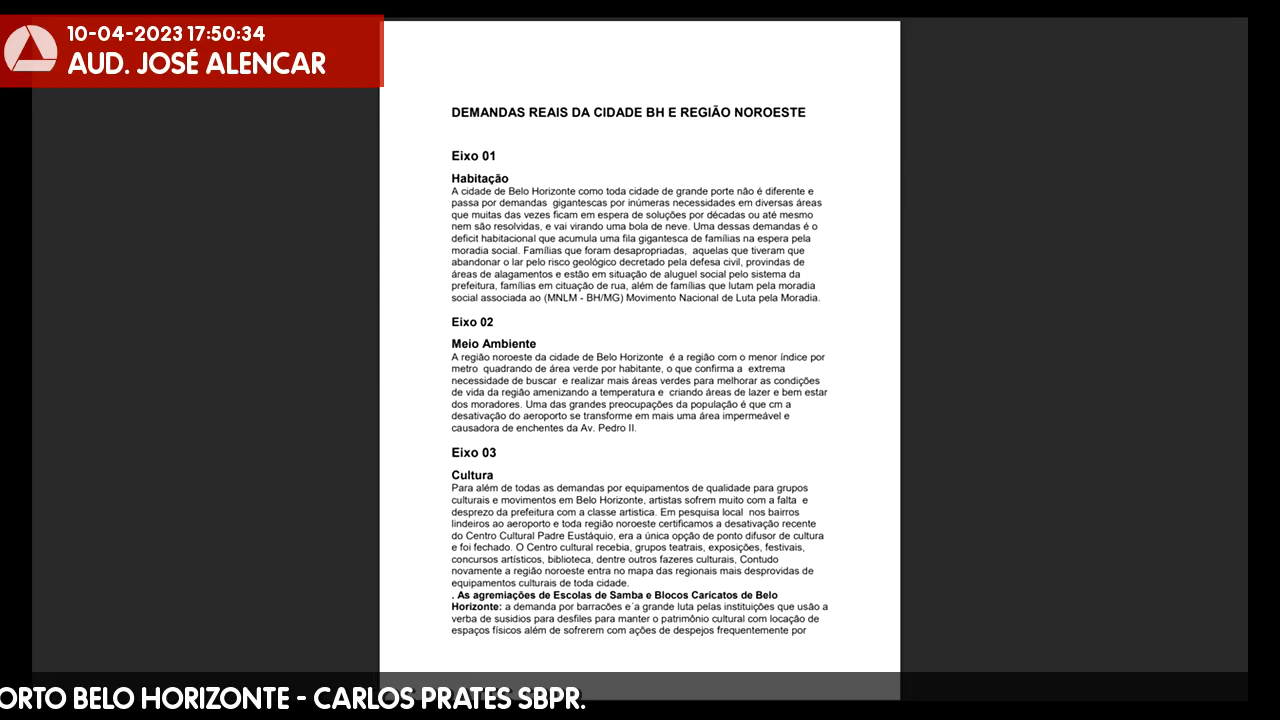 10-04-2023 17:50:34
AUD. JOSÉ ALENCAR
DEMANDAS REAIS DA CIDADE BH E REGIÃO NOROESTE
Eixo 01
Habitação
A cidade de Belo Horizonte como toda cidade de grande porte não é diferente e
passa por demandas  gigantescas por inúmeras necessidades em diversas áreas
que muitas das vezes ficam em espera de soluções por décadas ou até mesmo
nem são resolvidas, e vai virando uma bola de neve. Uma dessas demandas é o
deficit habitacional que acumula uma fila gigantesca de famílias na espera pela
moradia social. Famílias que foram desapropriadas,  aquelas que tiveram que
abandonar o lar pelo risco geológico decretado pela defesa civil, provindas de
áreas de alagamentos e estão em situação de aluguel social pelo sistema da
prefeitura, famílias em cituação de rua, além de famílias que lutam pela moradia
social associada ao (MNLM - BH/MG) Movimento Nacional de Luta pela Moradia.
Eixo 02
Meio Ambiente
A região noroeste da cidade de Belo Horizonte  é a região com o menor índice por
metro  quadrando de área verde por habitante, o que confirma a  extrema
necessidade de buscar  e realizar mais áreas verdes para melhorar as condições
de vida da região amenizando a temperatura e  criando áreas de lazer e bem estar
dos moradores. Uma das grandes preocupações da população é que cm a
desativação do aeroporto se transforme em mais uma área impermeável e
causadora de enchentes da Av. Pedro II.
Eixo 03
Cultura
Para além de todas as demandas por equipamentos de qualidade para grupos
culturais e movimentos em Belo Horizonte, artistas sofrem muito com a falta  e
desprezo da prefeitura com a classe artistica. Em pesquisa local  nos bairros
lindeiros ao aeroporto e toda região noroeste certificamos a desativação recente
do Centro Cultural Padre Eustáquio, era a única opção de ponto difusor de cultura
e foi fechado. O Centro cultural recebia, grupos teatrais, exposições, festivais,
concursos artísticos, biblioteca, dentre outros fazeres culturais, Contudo
novamente a região noroeste entra no mapa das regionais mais desprovidas de
equipamentos culturais de toda cidade.
. As agremiações de Escolas de Samba e Blocos Caricatos de Belo
Horizonte: a demanda por barracões e´a grande luta pelas instituições que usão a
verba de susidios para desfiles para manter o patrimônio cultural com locação de
espaços físicos além de sofrerem com ações de despejos frequentemente por
ORTO BELO HORIZONTE - CARLOS PRATES SBPR.